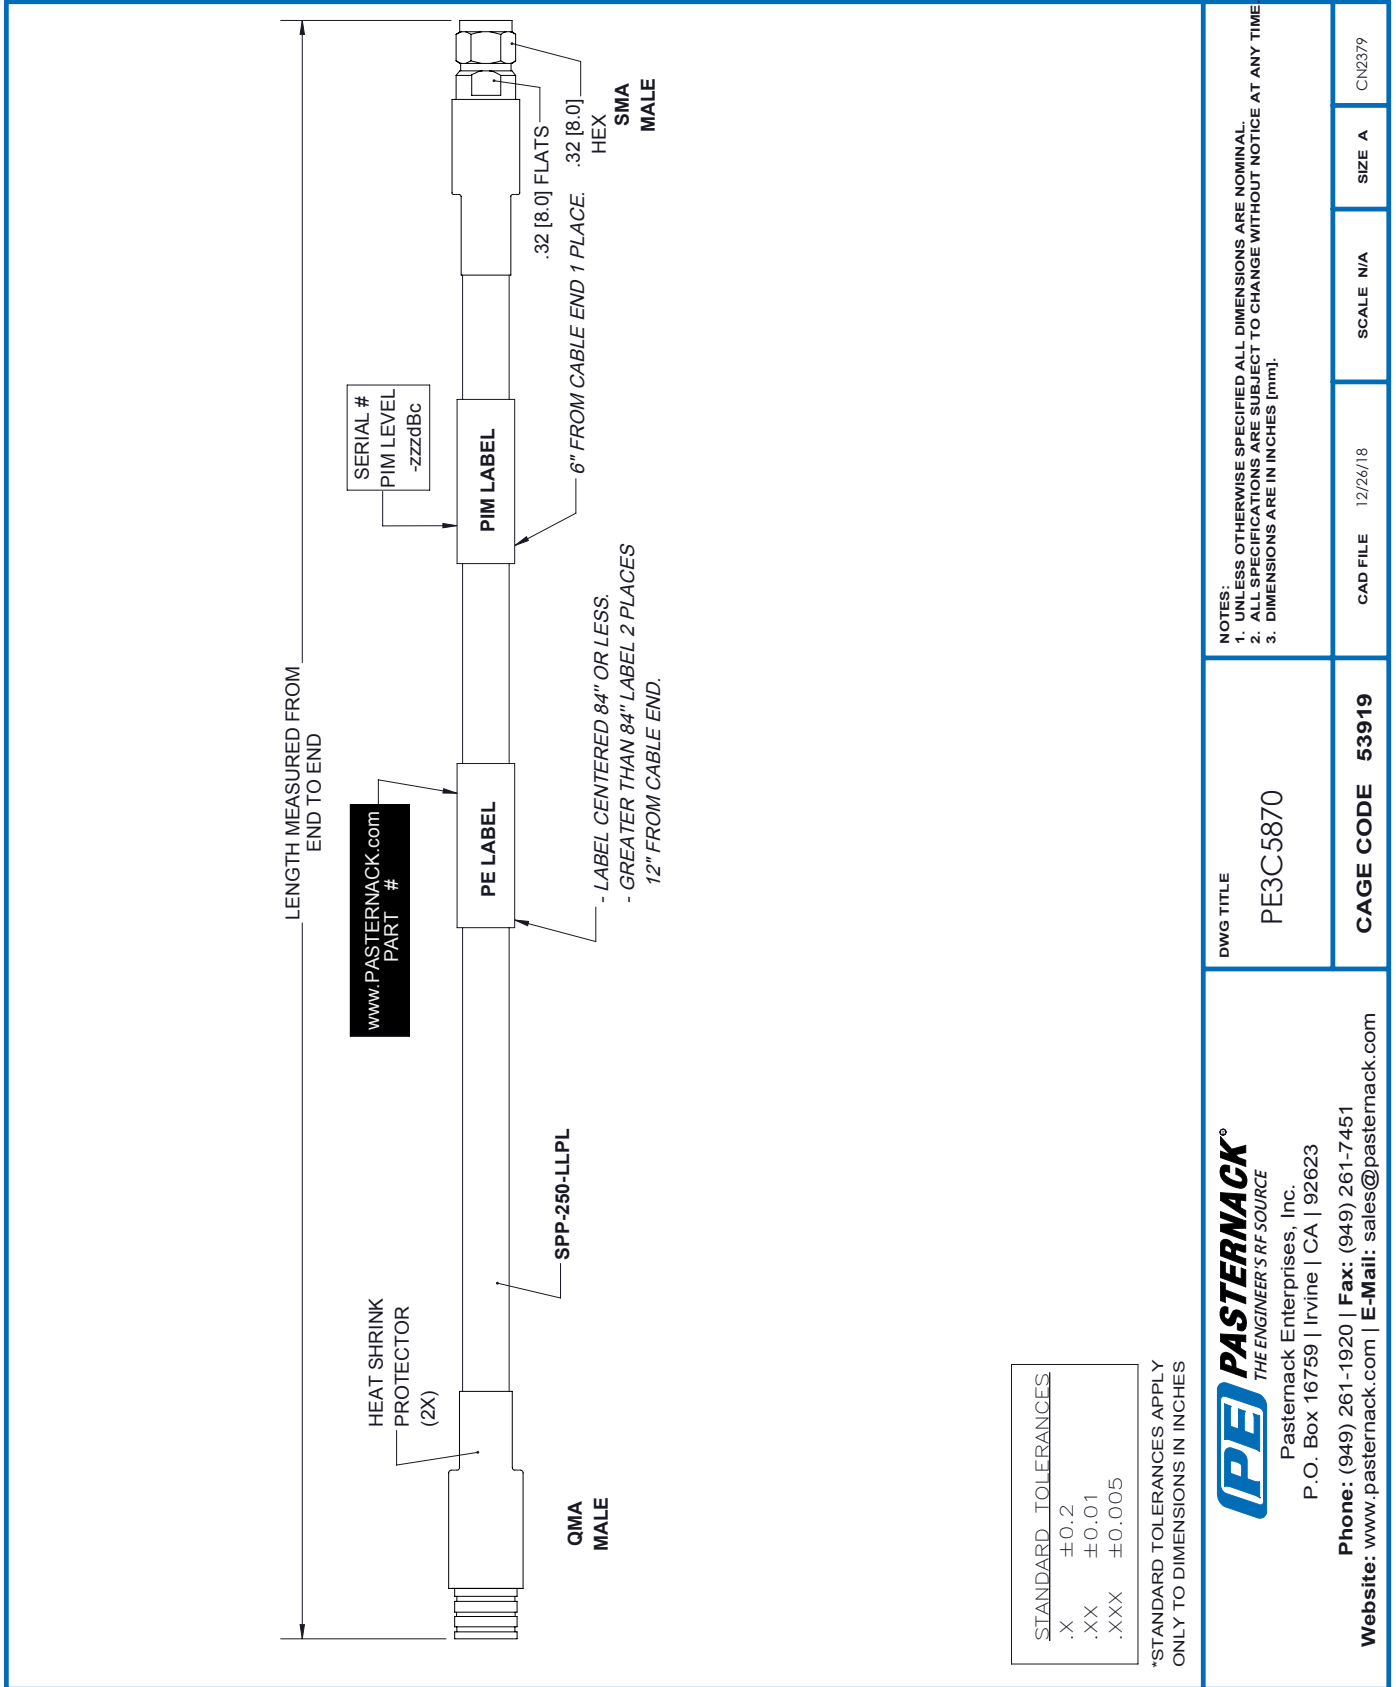 LENGTH MEASURED FROM
END TO END
HEAT SHRINK
PROTECTOR
(2X)
www.PASTERNACK.com
PART #
SERIAL #
PIM LEVEL
-zzzdBc
PE LABEL
PIM LABEL
QMA
MALE
SPP-250-LLPL
- LABEL CENTERED 84" OR LESS.
- GREATER THAN 84" LABEL 2 PLACES
12" FROM CABLE END.
6" FROM CABLE END 1 PLACE.
.32 [8.0] FLATS
.32 [8.0]
HEX
SMA
MALE
STANDARD TOLERANCES
.X ±0.2
.XX ±0.01
.XXX ±0.005
*STANDARD TOLERANCES APPLY
ONLY TO DIMENSIONS IN INCHES
PE PASTERNACK®
THE ENGINEER'S RF SOURCE
Pasternack Enterprises, Inc.
P.O. Box 16759 | Irvine | CA | 92623
Phone: (949) 261-1920 | Fax: (949) 261-7451
Website: www.pasternack.com | E-Mail: sales@pasternack.com
DWG TITLE
PE3C5870
CAGE CODE 53919
NOTES:
1. UNLESS OTHERWISE SPECIFIED ALL DIMENSIONS ARE NOMINAL.
2. ALL SPECIFICATIONS ARE SUBJECT TO CHANGE WITHOUT NOTICE AT ANY TIME.
3. DIMENSIONS ARE IN INCHES [mm].
CAD FILE 12/26/18
SCALE N/A
SIZE A
CN2379